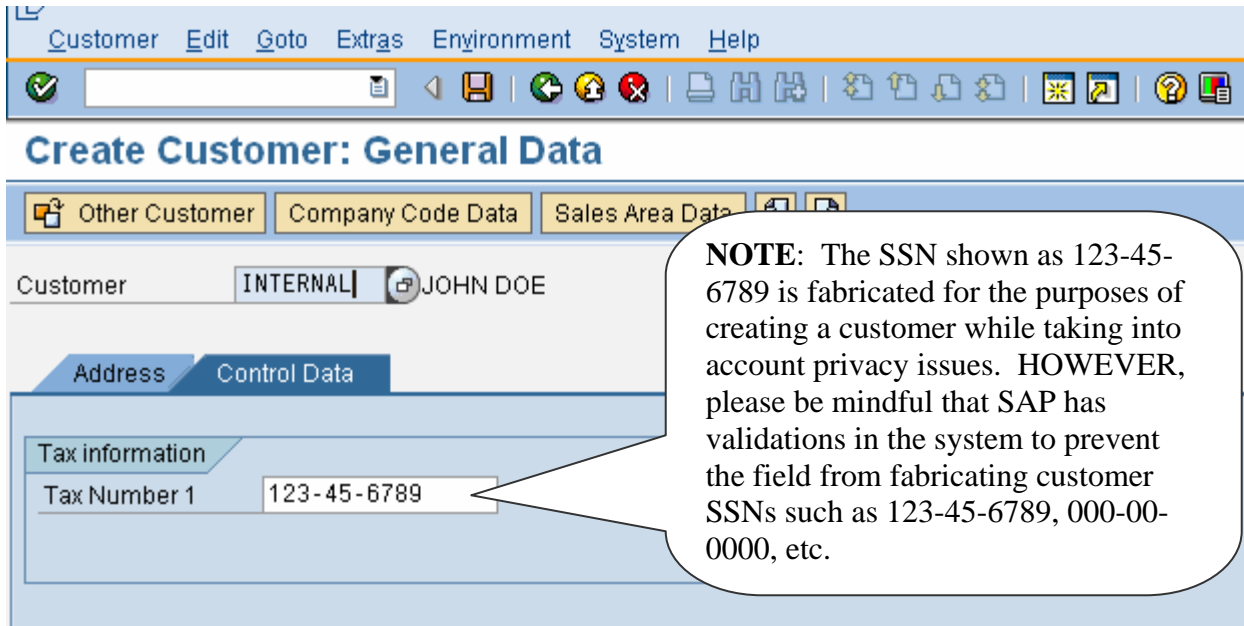 Customer Edit Goto Extras Environment System Help
Create Customer: General Data
Other Customer Company Code Data Sales Area Data
Customer INTERNAL JOHN DOE
Address Control Data
Tax information
Tax Number 1 123-45-6789
NOTE: The SSN shown as 123-45-
6789 is fabricated for the purposes of
creating a customer while taking into
account privacy issues. HOWEVER,
please be mindful that SAP has
validations in the system to prevent
the field from fabricating customer
SSNs such as 123-45-6789, 000-00-
0000, etc.